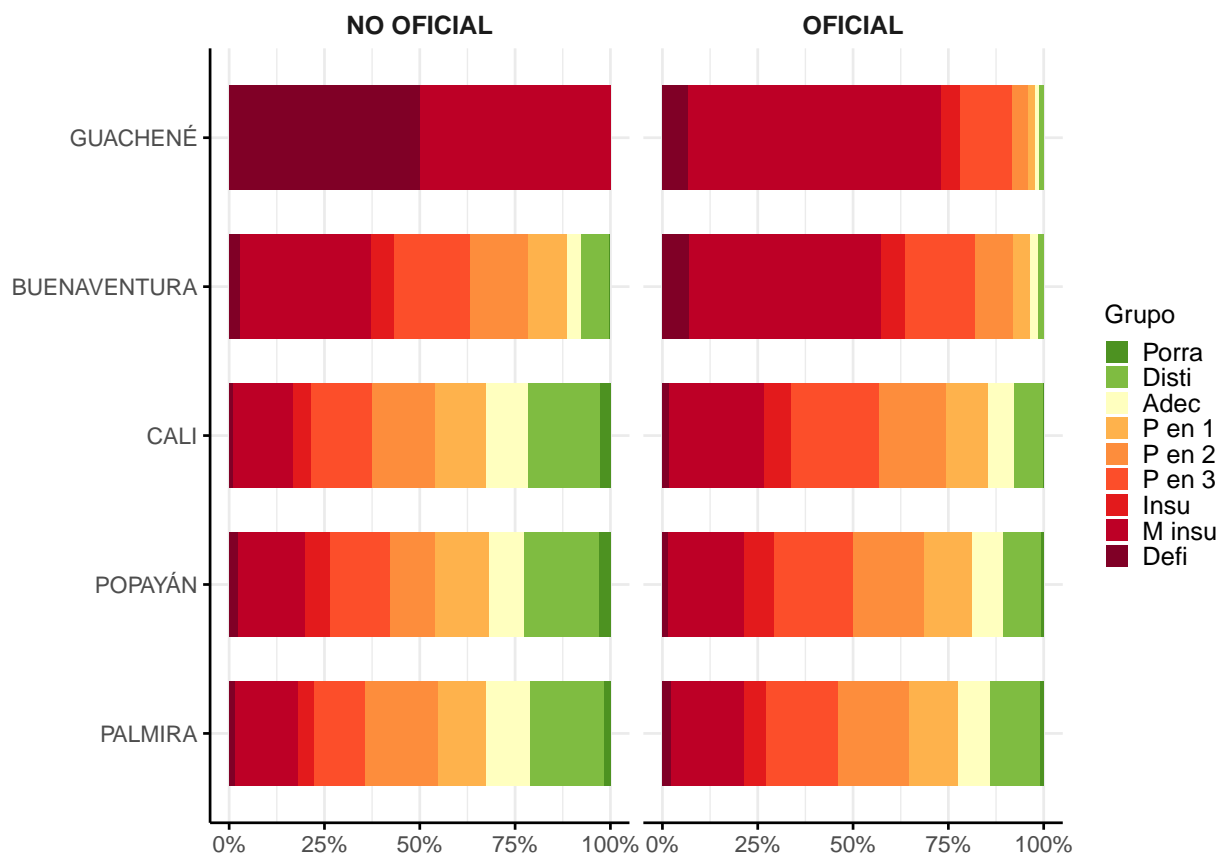 NO OFICIAL
OFICIAL
GUACHENÉ
BUENAVENTURA
CALI
POPAYÁN
PALMIRA
0% 25% 50% 75% 100%
0% 25% 50% 75% 100%
Grupo
Porra
Disti
Adec
P en 1
P en 2
P en 3
Insu
M insu
Defi